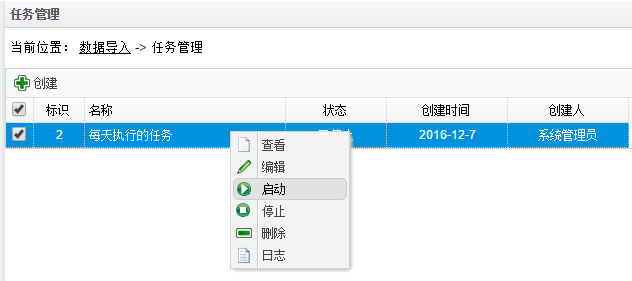 任务管理
当前位置： 数据导入 -> 任务管理
创建
标识 名称 状态 创建时间 创建人
2 每天执行的任务 2016-12-7 系统管理员
查看
编辑
启动
停止
删除
日志